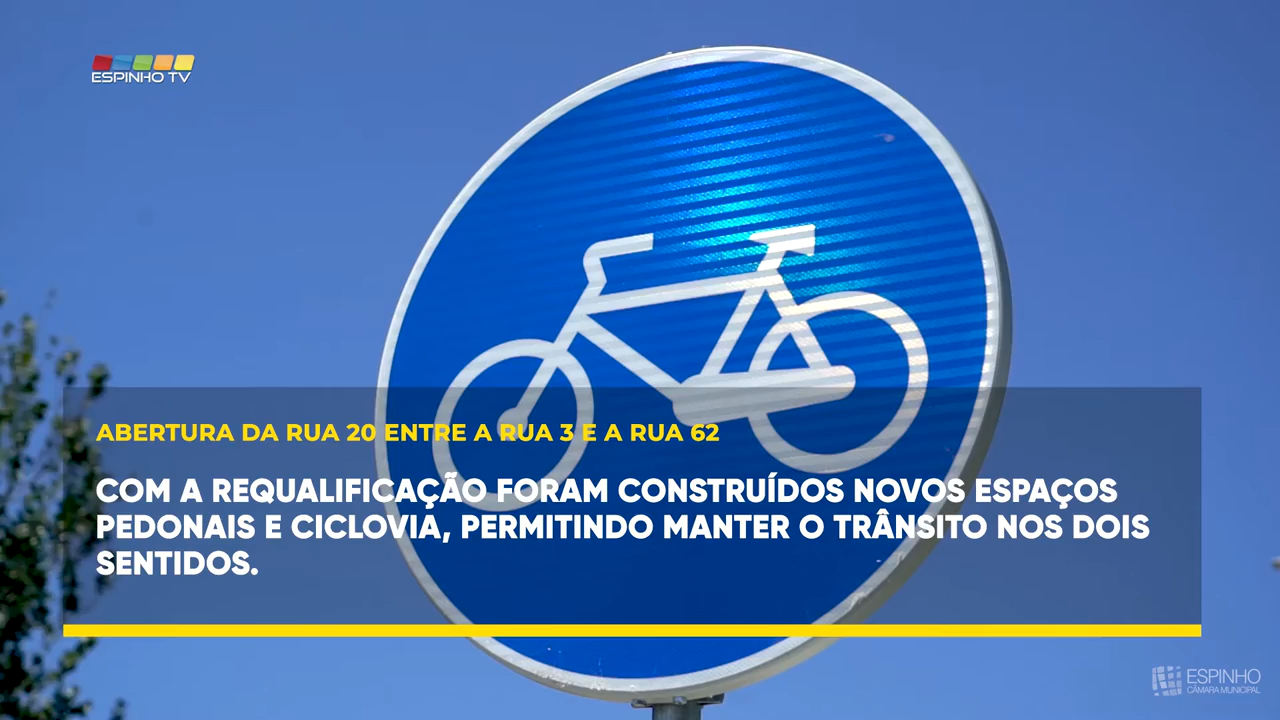 ESPINHO TV
ABERTURA DA RUA 20 ENTRE A RUA 3 E A RUA 62
COM A REQUALIFICAÇÃO FORAM CONSTRUÍDOS NOVOS ESPAÇOS
PEDONAIS E CICLOVIA, PERMITINDO MANTER O TRÂNSITO NOS DOIS
SENTIDOS.
ESPINHO
CÂMARA MUNICIPAL